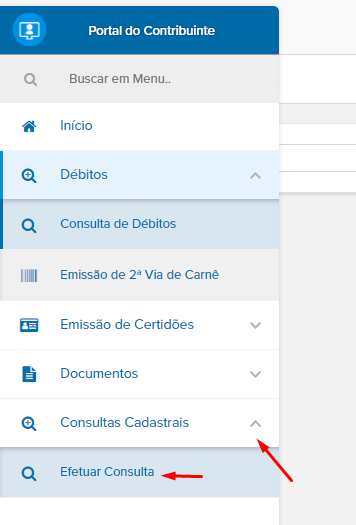 Portal do Contribuinte
Buscar em Menu..
Início
Débitos
Consulta de Débitos
Emissão de 2ª Via de Carnê
Emissão de Certidões
Documentos
Consultas Cadastrais
Efetuar Consulta